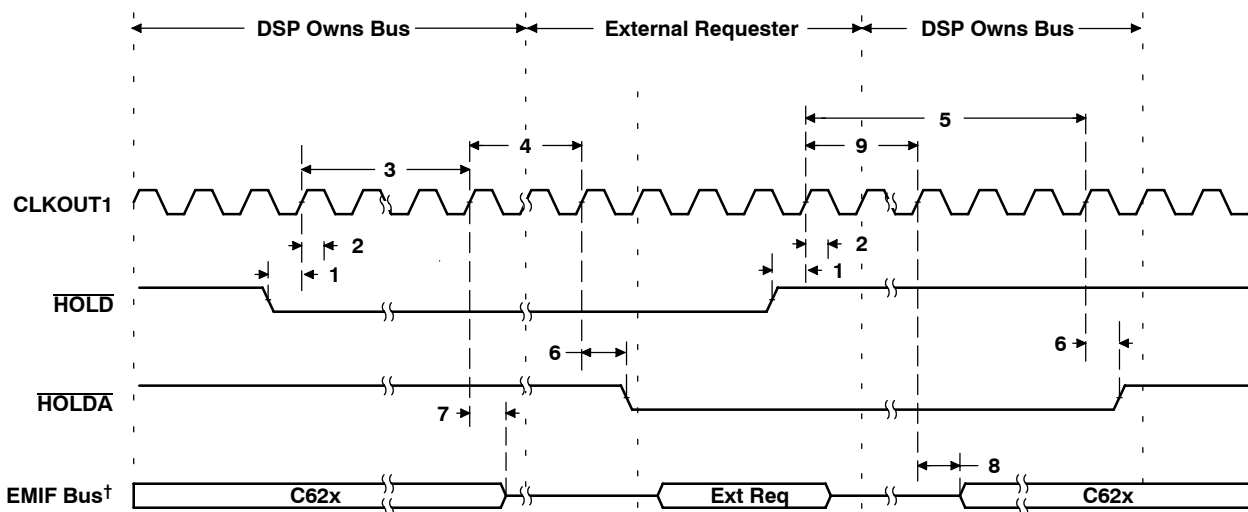 DSP Owns Bus External Requester DSP Owns Bus
5
4 9
3
CLKOUT1
2 2
1 1
HOLD
6 6
HOLDA
7
8
EMIF Bus† C62x Ext Req C62x